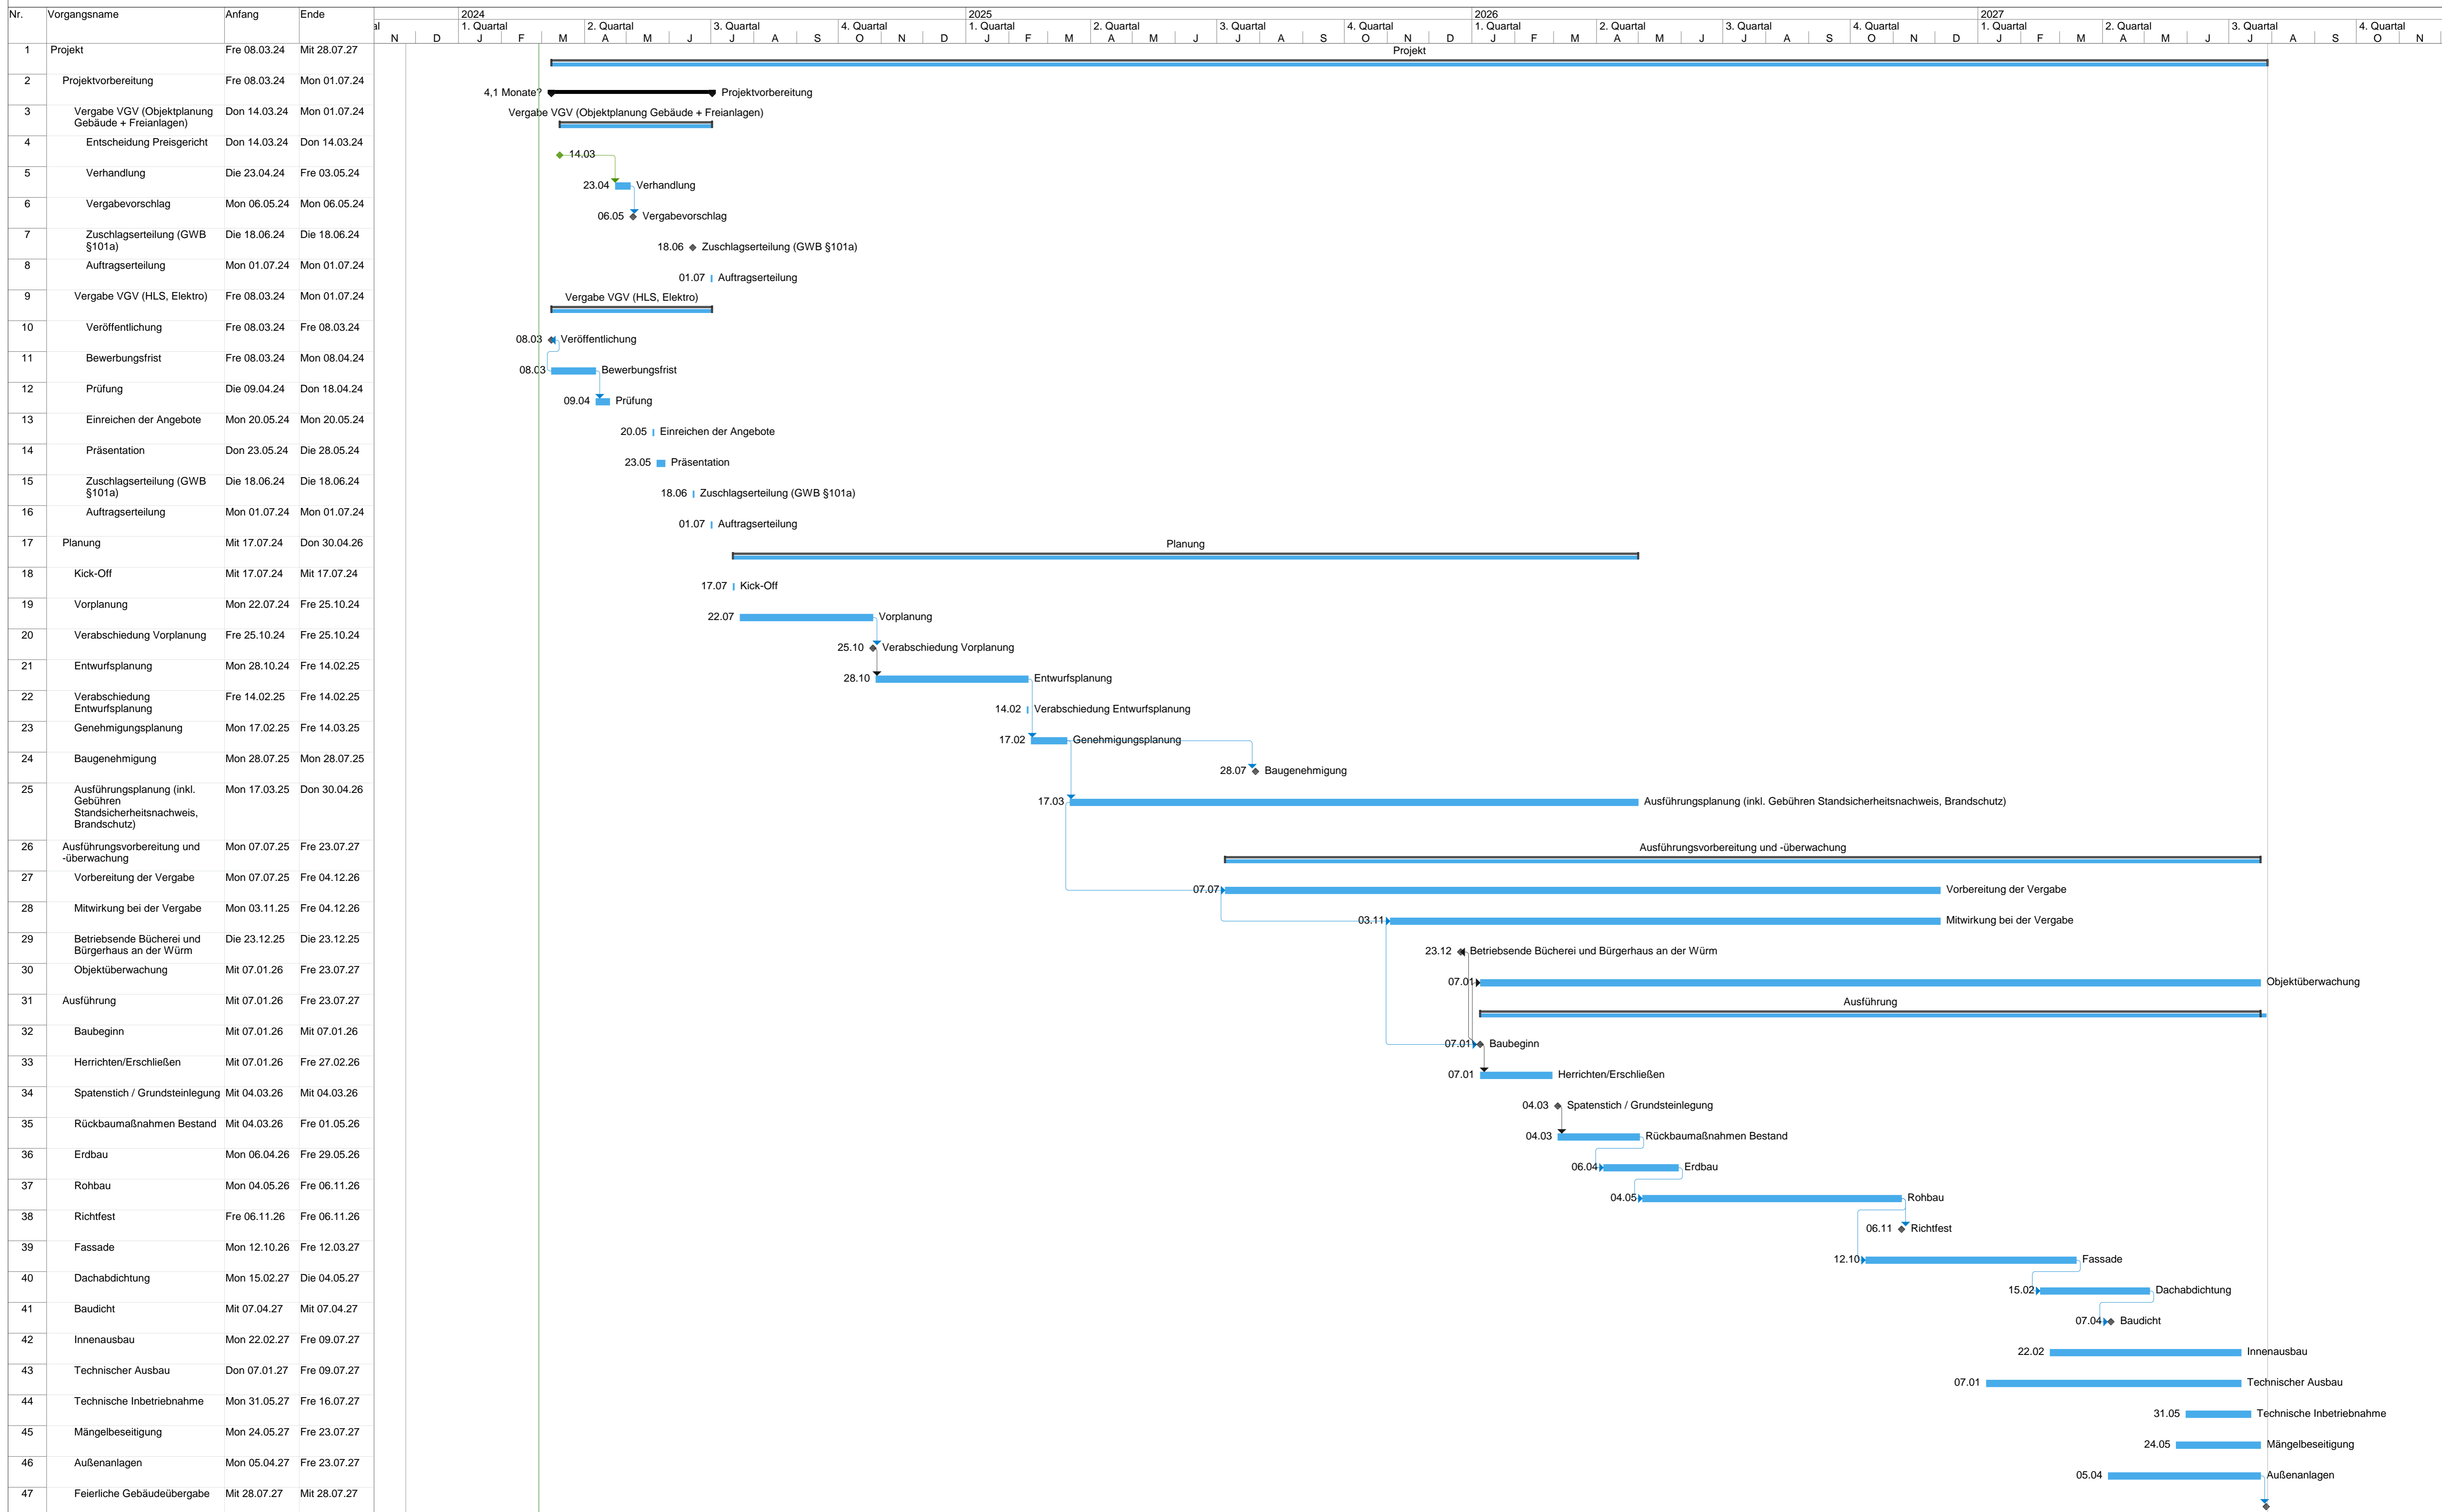 Nr. Vorgangsname Anfang Ende 2024 2025 2026 2027
al 1. Quartal 2. Quartal 3. Quartal 4. Quartal 1. Quartal 2. Quartal 3. Quartal 4. Quartal 1. Quartal 2. Quartal 3. Quartal 4. Quartal 1. Quartal 2. Quartal 3. Quartal 4. Quartal
N D J F M A M J J A S O N D J F M A M J J A S O N D J F M A M J J A S O N D J F M A M J J A S O N
1 Projekt Fre 08.03.24 Mit 28.07.27 Projekt
2 Projektvorbereitung Fre 08.03.24 Mon 01.07.24
4,1 Monate? Projektvorbereitung
3 Vergabe VGV (Objektplanung Don 14.03.24 Mon 01.07.24 Vergabe VGV (Objektplanung Gebäude + Freianlagen)
Gebäude + Freianlagen)
4 Entscheidung Preisgericht Don 14.03.24 Don 14.03.24
14.03
5 Verhandlung Die 23.04.24 Fre 03.05.24
23.04 Verhandlung
6 Vergabevorschlag Mon 06.05.24 Mon 06.05.24
06.05 Vergabevorschlag
7 Zuschlagserteilung (GWB Die 18.06.24 Die 18.06.24
§101a) 18.06 Zuschlagserteilung (GWB §101a)
8 Auftragserteilung Mon 01.07.24 Mon 01.07.24
01.07 Auftragserteilung
9 Vergabe VGV (HLS, Elektro) Fre 08.03.24 Mon 01.07.24 Vergabe VGV (HLS, Elektro)
10 Veröffentlichung Fre 08.03.24 Fre 08.03.24
08.03 Veröffentlichung
11 Bewerbungsfrist Fre 08.03.24 Mon 08.04.24
08.03 Bewerbungsfrist
12 Prüfung Die 09.04.24 Don 18.04.24
09.04 Prüfung
13 Einreichen der Angebote Mon 20.05.24 Mon 20.05.24
20.05 Einreichen der Angebote
14 Präsentation Don 23.05.24 Die 28.05.24
23.05 Präsentation
15 Zuschlagserteilung (GWB Die 18.06.24 Die 18.06.24
§101a) 18.06 Zuschlagserteilung (GWB §101a)
16 Auftragserteilung Mon 01.07.24 Mon 01.07.24
01.07 Auftragserteilung
17 Planung Mit 17.07.24 Don 30.04.26 Planung
18 Kick-Off Mit 17.07.24 Mit 17.07.24
17.07 Kick-Off
19 Vorplanung Mon 22.07.24 Fre 25.10.24
22.07 Vorplanung
20 Verabschiedung Vorplanung Fre 25.10.24 Fre 25.10.24
25.10 Verabschiedung Vorplanung
21 Entwurfsplanung Mon 28.10.24 Fre 14.02.25
28.10 Entwurfsplanung
22 Verabschiedung Fre 14.02.25 Fre 14.02.25
Entwurfsplanung 14.02 Verabschiedung Entwurfsplanung
23 Genehmigungsplanung Mon 17.02.25 Fre 14.03.25
17.02 Genehmigungsplanung
24 Baugenehmigung Mon 28.07.25 Mon 28.07.25
28.07 Baugenehmigung
25 Ausführungsplanung (inkl. Mon 17.03.25 Don 30.04.26
Gebühren 17.03 Ausführungsplanung (inkl. Gebühren Standsicherheitsnachweis, Brandschutz)
Standsicherheitsnachweis,
Brandschutz)
26 Ausführungsvorbereitung und Mon 07.07.25 Fre 23.07.27 Ausführungsvorbereitung und -überwachung
-überwachung
27 Vorbereitung der Vergabe Mon 07.07.25 Fre 04.12.26
07.07 Vorbereitung der Vergabe
28 Mitwirkung bei der Vergabe Mon 03.11.25 Fre 04.12.26
03.11 Mitwirkung bei der Vergabe
29 Betriebsende Bücherei und Die 23.12.25 Die 23.12.25
Bürgerhaus an der Würm 23.12 Betriebsende Bücherei und Bürgerhaus an der Würm
30 Objektüberwachung Mit 07.01.26 Fre 23.07.27
07.01 Objektüberwachung
31 Ausführung Mit 07.01.26 Fre 23.07.27 Ausführung
32 Baubeginn Mit 07.01.26 Mit 07.01.26
07.01 Baubeginn
33 Herrichten/Erschließen Mit 07.01.26 Fre 27.02.26
07.01 Herrichten/Erschließen
34 Spatenstich / Grundsteinlegung Mit 04.03.26 Mit 04.03.26
04.03 Spatenstich / Grundsteinlegung
35 Rückbaumaßnahmen Bestand Mit 04.03.26 Fre 01.05.26
04.03 Rückbaumaßnahmen Bestand
36 Erdbau Mon 06.04.26 Fre 29.05.26
06.04 Erdbau
37 Rohbau Mon 04.05.26 Fre 06.11.26
04.05 Rohbau
38 Richtfest Fre 06.11.26 Fre 06.11.26
06.11 Richtfest
39 Fassade Mon 12.10.26 Fre 12.03.27
12.10 Fassade
40 Dachabdichtung Mon 15.02.27 Die 04.05.27
15.02 Dachabdichtung
41 Baudicht Mit 07.04.27 Mit 07.04.27
07.04 Baudicht
42 Innenausbau Mon 22.02.27 Fre 09.07.27
22.02 Innenausbau
43 Technischer Ausbau Don 07.01.27 Fre 09.07.27
07.01 Technischer Ausbau
44 Technische Inbetriebnahme Mon 31.05.27 Fre 16.07.27
31.05 Technische Inbetriebnahme
45 Mängelbeseitigung Mon 24.05.27 Fre 23.07.27
24.05 Mängelbeseitigung
46 Außenanlagen Mon 05.04.27 Fre 23.07.27
05.04 Außenanlagen
47 Feierliche Gebäudeübergabe Mit 28.07.27 Mit 28.07.27